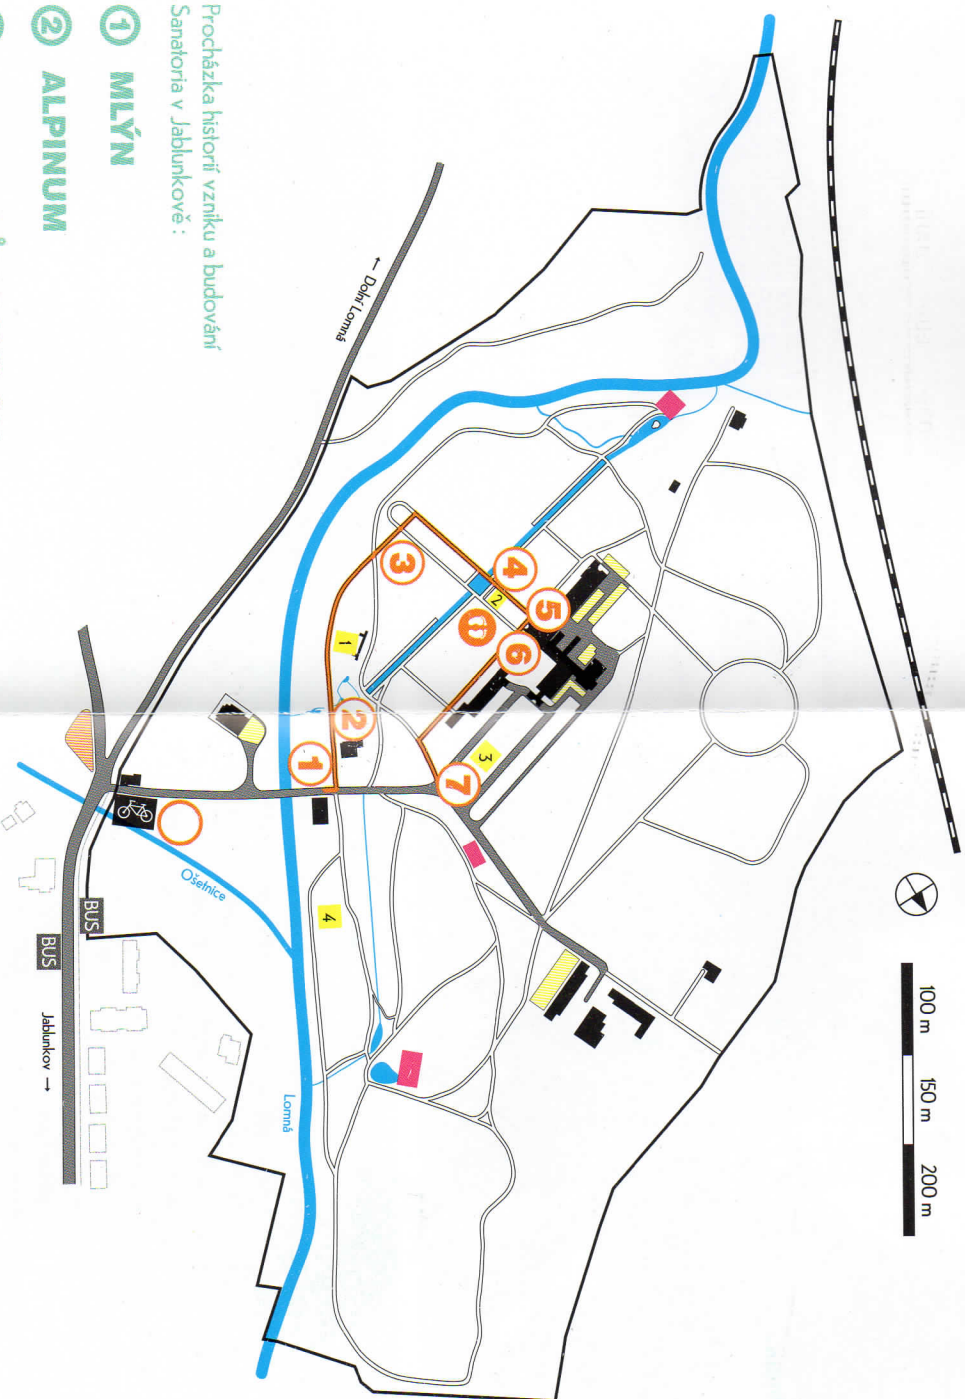 Procházka historií vzniku a budování
Sanatoria v Jablunkově :
1 MLÝN
2 ALPINUM
← Dolní Lomná
1
2
3
4
5
6
7
1
2
3
4
Ošetnice
Lomná
BUS
BUS
Jablunkov →
100 m
150 m
200 m